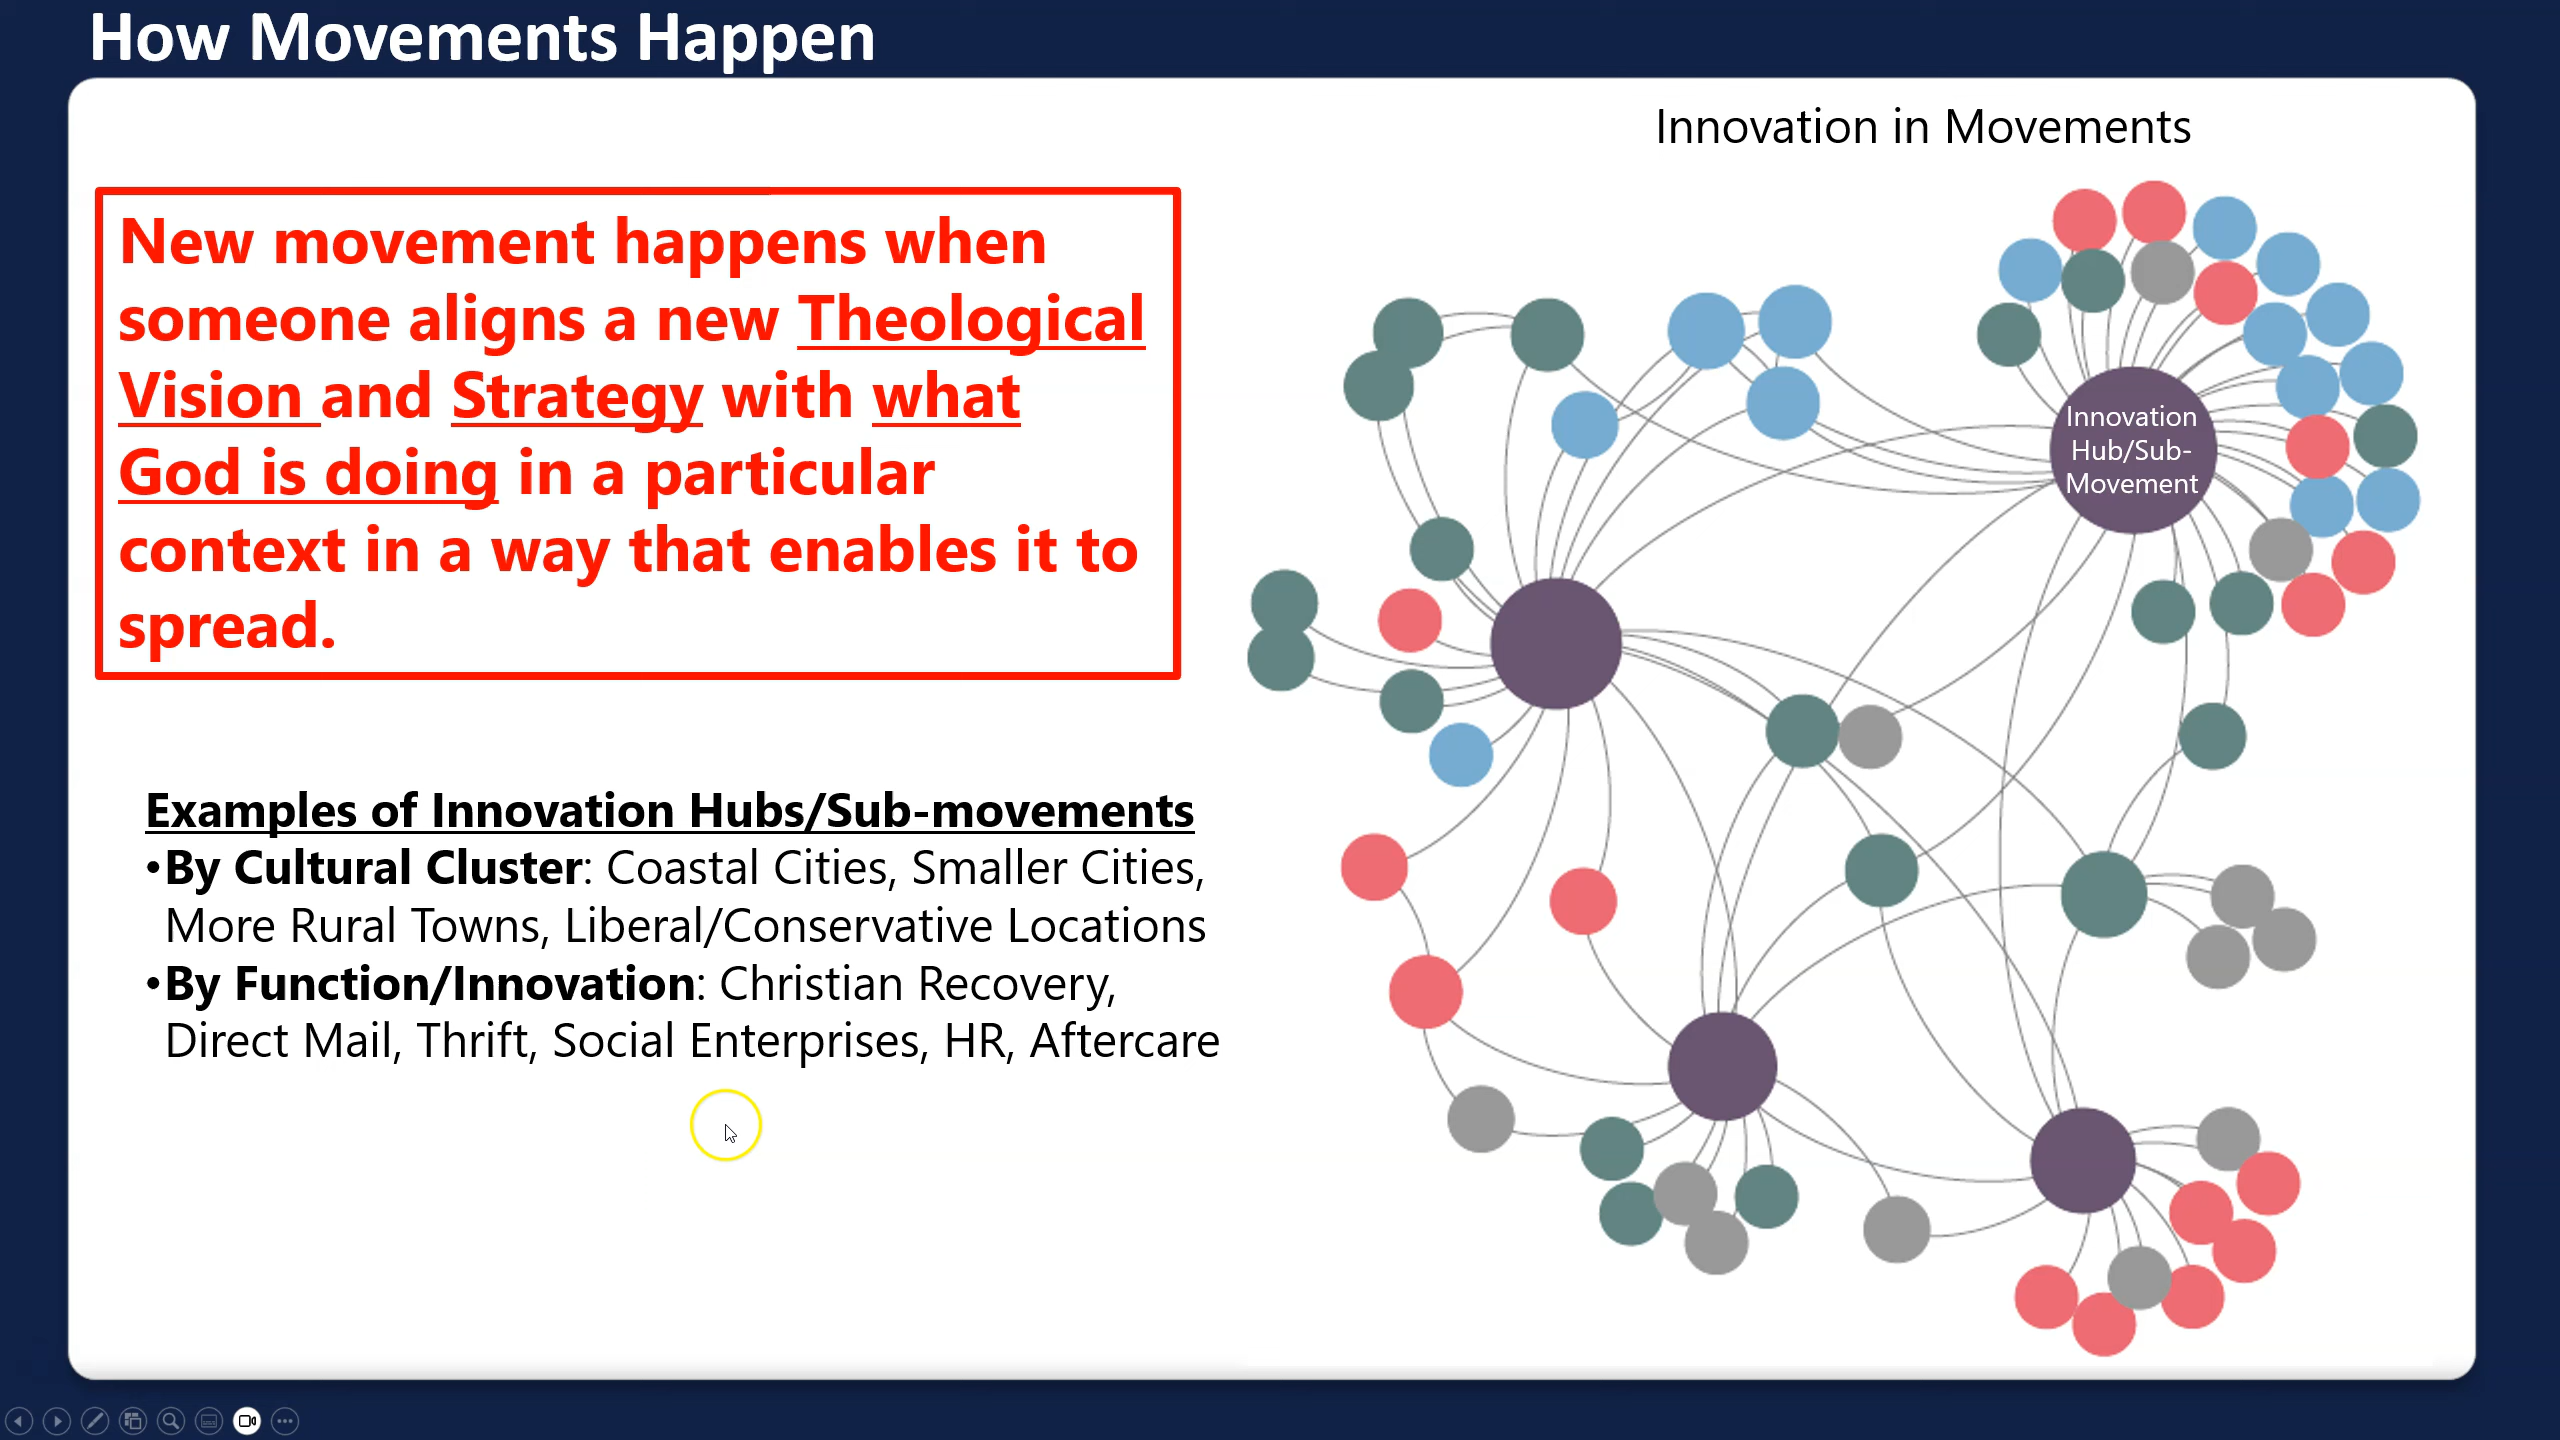 How Movements Happen
Innovation in Movements
New movement happens when
someone aligns a new Theological
Vision and Strategy with what
God is doing in a particular
context in a way that enables it to
spread.
Innovation
Hub/Sub-
Movement
Examples of Innovation Hubs/Sub-movements
•By Cultural Cluster: Coastal Cities, Smaller Cities,
More Rural Towns, Liberal/Conservative Locations
•By Function/Innovation: Christian Recovery,
Direct Mail, Thrift, Social Enterprises, HR, Aftercare